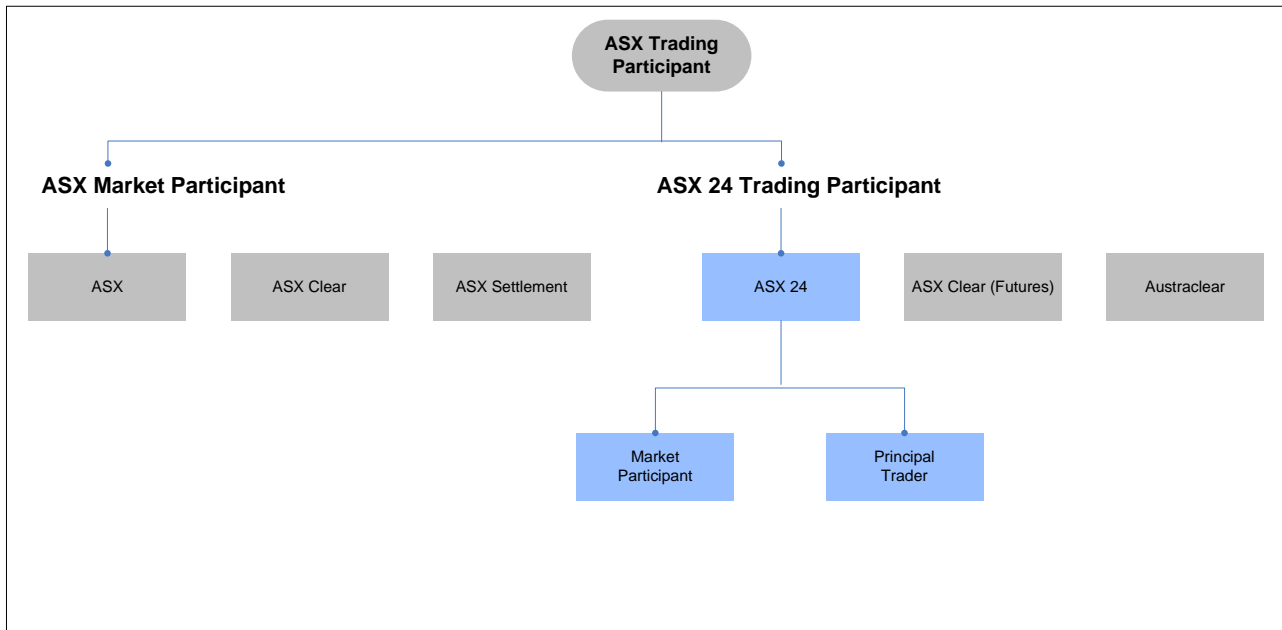 ASX Trading
Participant
ASX Market Participant
ASX 24 Trading Participant
ASX
ASX Clear
ASX Settlement
ASX 24
ASX Clear (Futures)
Austraclear
Market
Participant
Principal
Trader